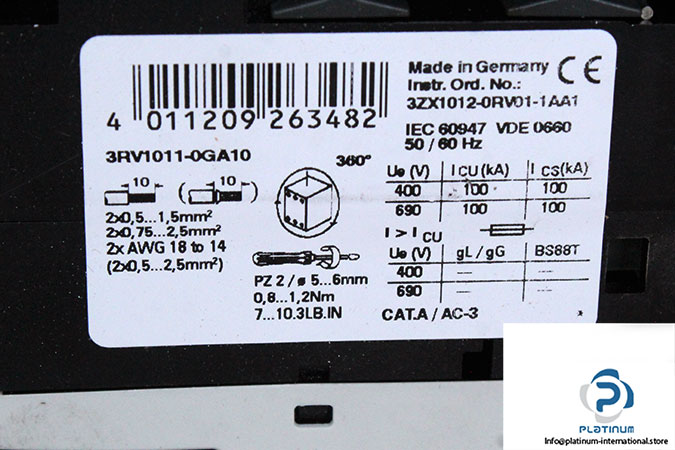 4 011209 263482
Made in Germany
Instr. Ord. No.:
3ZX1012-0RV01-1AA1
CE
IEC 60947 VDE 0660
50 / 60 Hz
3RV1011-0GA10
10 ( 10 )
2x0,5...1,5mm²
2x0,75...2,5mm²
2x AWG 18 to 14
(2x0,5...2,5mm²)
360°
PZ 2 / ø 5...6mm
0,8...1,2Nm
7...10.3LB.IN
Ue (V) ICU (kA) ICS (kA)
400 100 100
690 100 100
I > ICU
Ue (V) gL / gG BS88T
400 — —
690 — —
CAT.A / AC-3 *
PLATINUM
Info@platinum-international.store